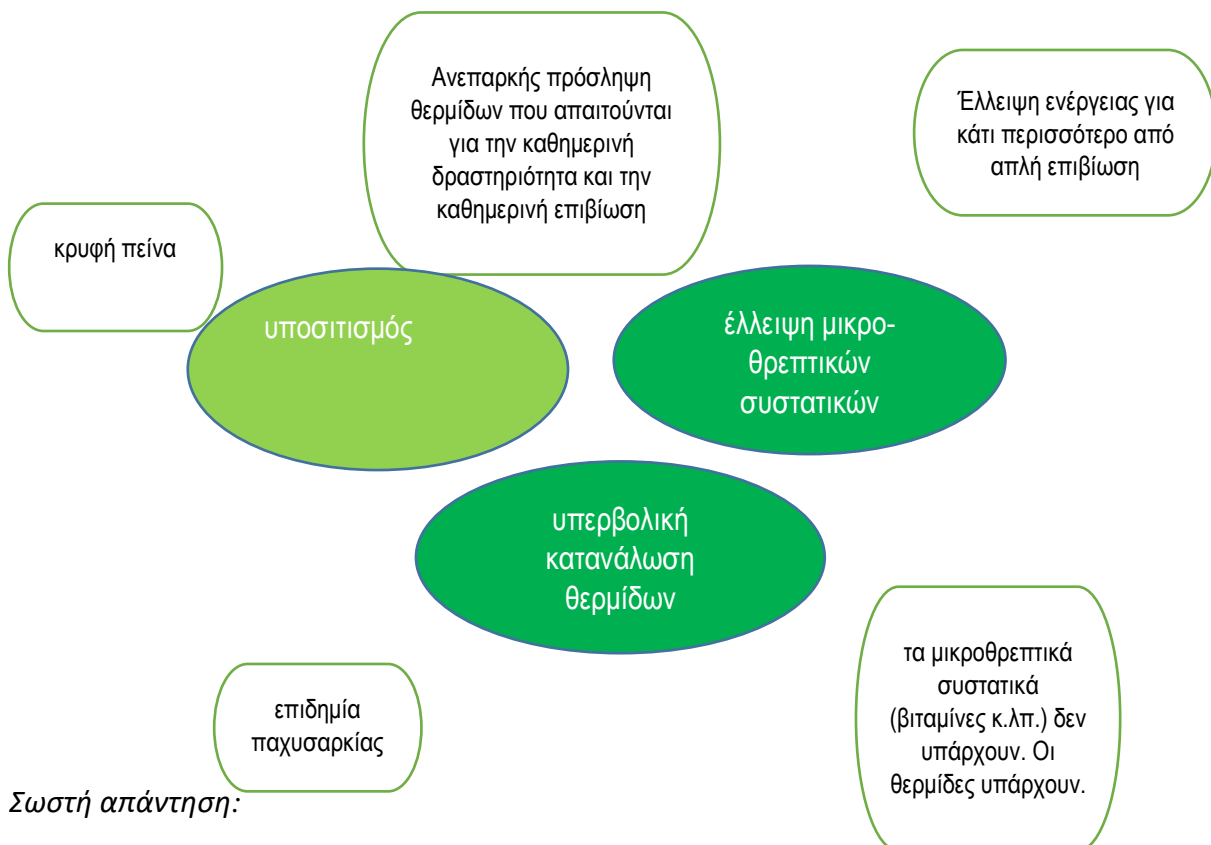 Ανεπαρκής πρόσληψη
θερμίδων που απαιτούνται
για την καθημερινή
δραστηριότητα και την
καθημερινή επιβίωση
Έλλειψη ενέργειας για
κάτι περισσότερο από
απλή επιβίωση
κρυφή πείνα
υποσιτισμός
έλλειψη μικρο-
θρεπτικών
συστατικών
υπερβολική
κατανάλωση
θερμίδων
επιδημία
παχυσαρκίας
τα μικροθρεπτικά
συστατικά
(βιταμίνες κ.λπ.) δεν
υπάρχουν. Οι
θερμίδες υπάρχουν.
Σωστή απάντηση: